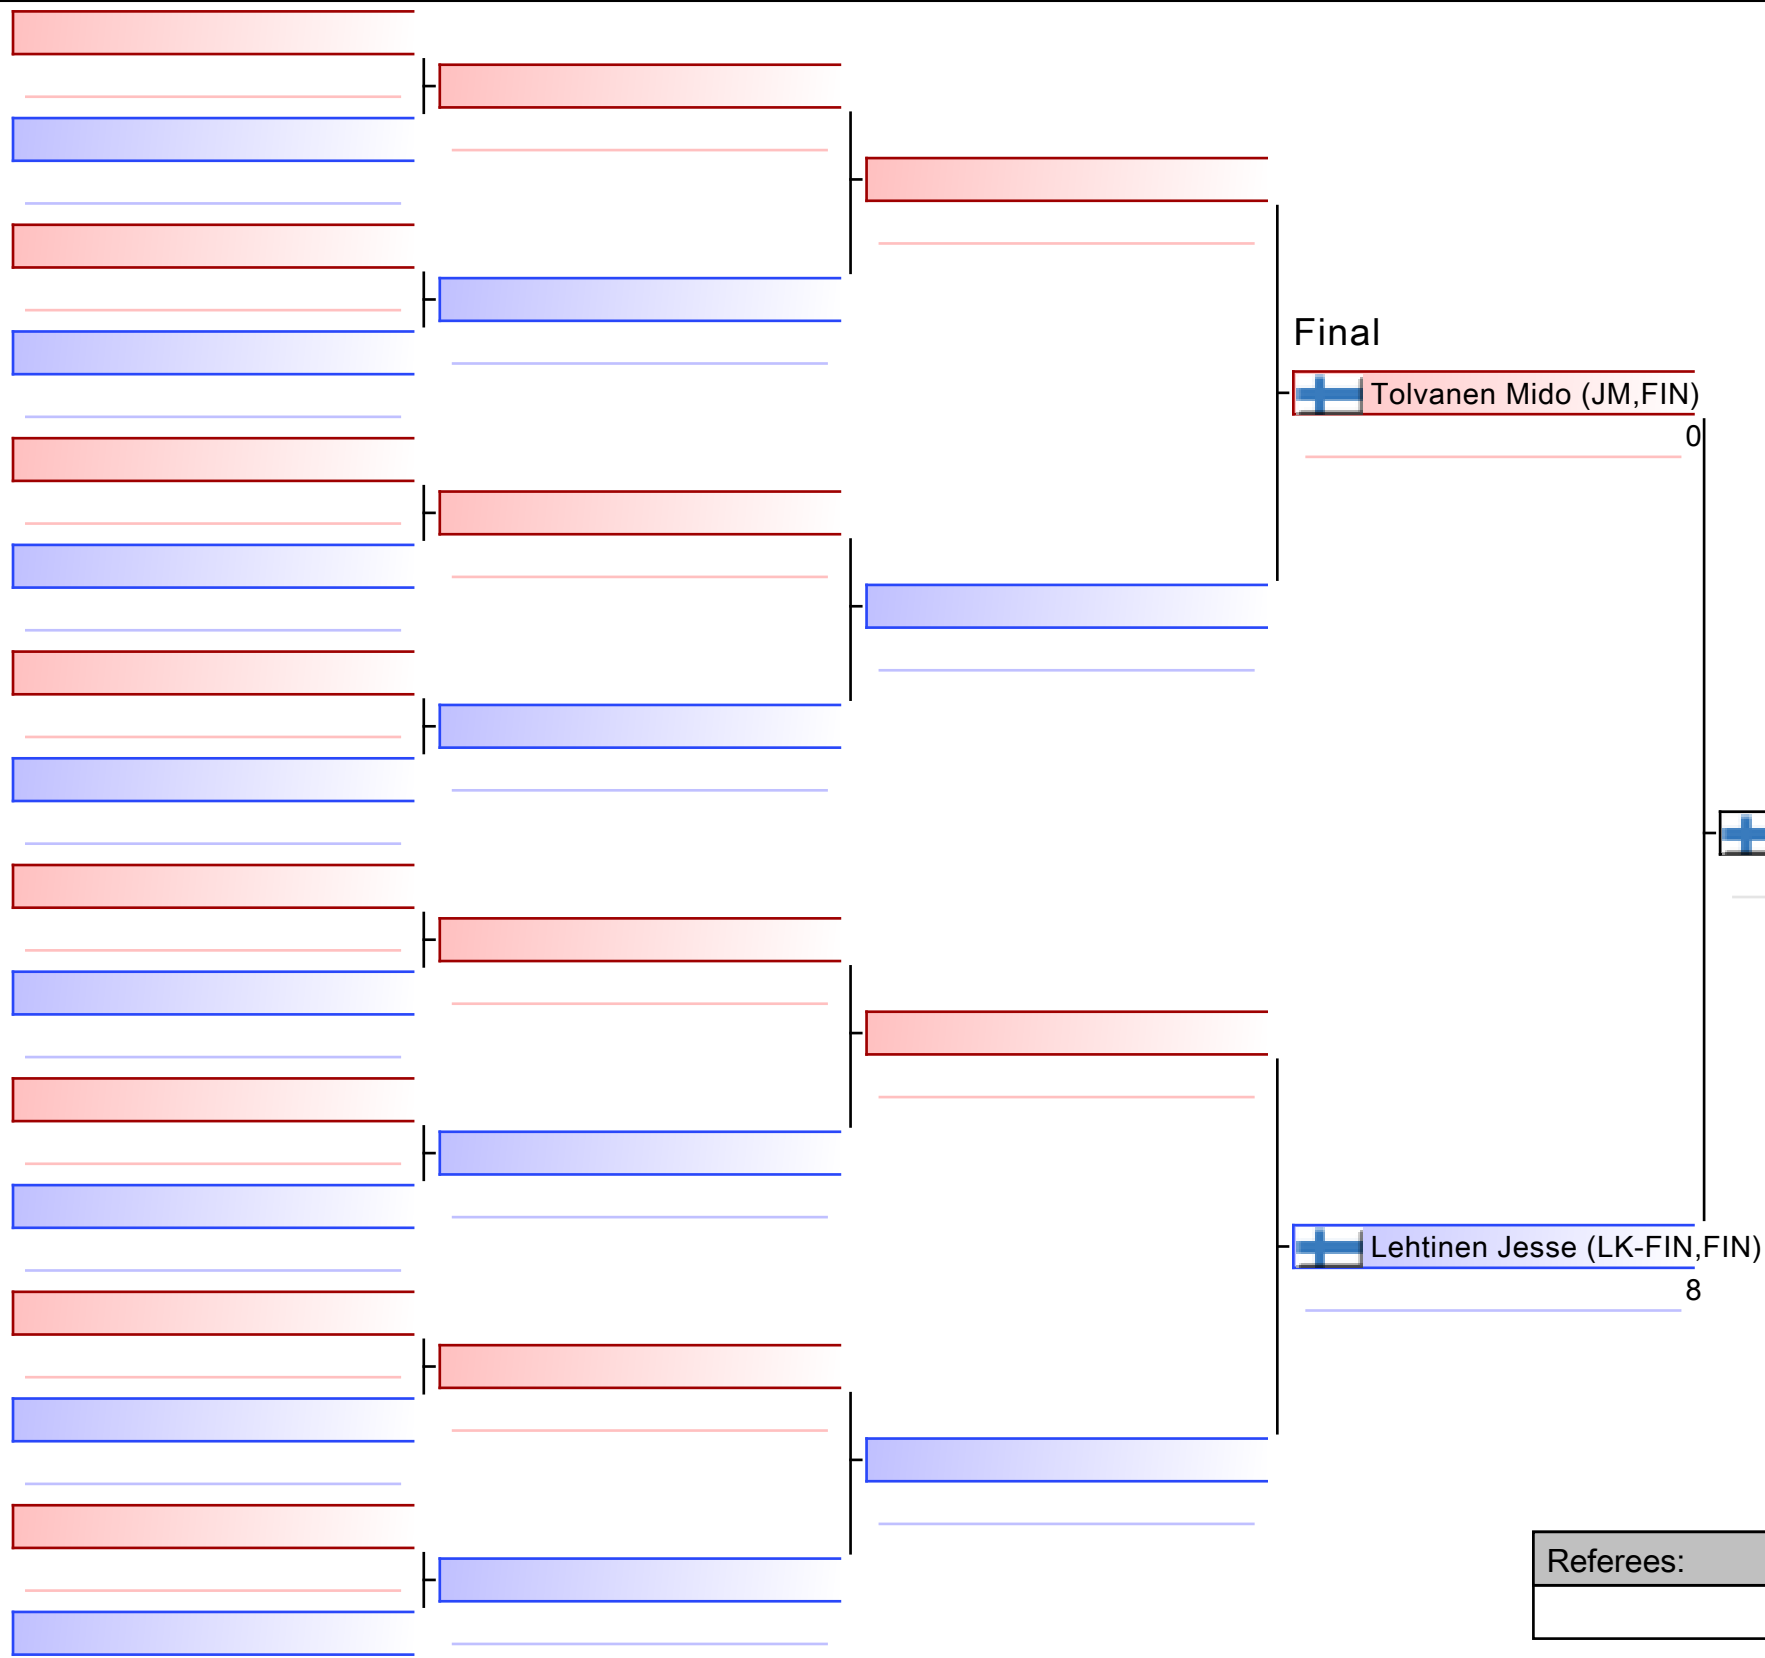 Final
Tolvanen Mido (JM,FIN)
0
Lehtinen Jesse (LK-FIN,FIN)
8
Referees: